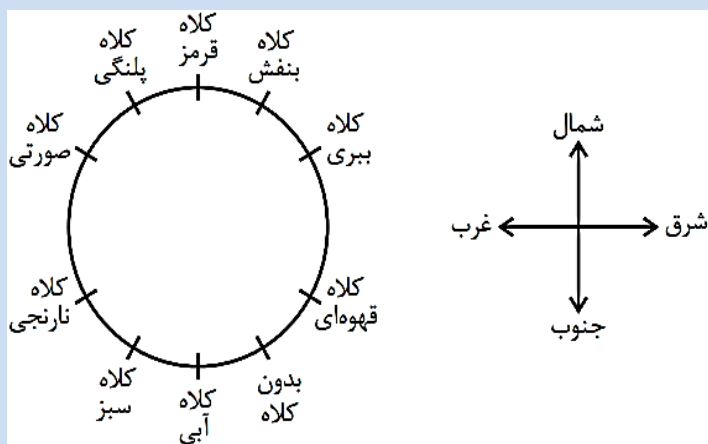 کلاه
قرمز
کلاه
بنفش
کلاه
ببری
کلاه
قهوه‌ای
بدون
کلاه
کلاه
آبی
کلاه
سبز
کلاه
نارنجی
کلاه
صورتی
کلاه
پلنگی
شمال
شرق
جنوب
غرب